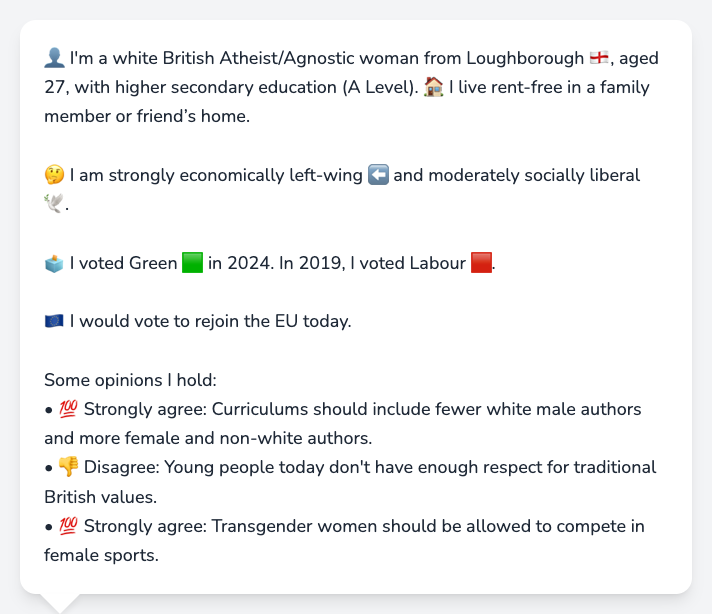 👤 I'm a white British Atheist/Agnostic woman from Loughborough 🏴󠁧󠁢󠁥󠁮󠁧󠁿, aged
27, with higher secondary education (A Level). 🏠 I live rent-free in a family
member or friend’s home.
🤔 I am strongly economically left-wing ⬅️ and moderately socially liberal
🕊️.
🗳️ I voted Green 🟩 in 2024. In 2019, I voted Labour 🟥.
🇪🇺 I would vote to rejoin the EU today.
Some opinions I hold:
• 💯 Strongly agree: Curriculums should include fewer white male authors
and more female and non-white authors.
• 👎 Disagree: Young people today don't have enough respect for traditional
British values.
• 💯 Strongly agree: Transgender women should be allowed to compete in
female sports.